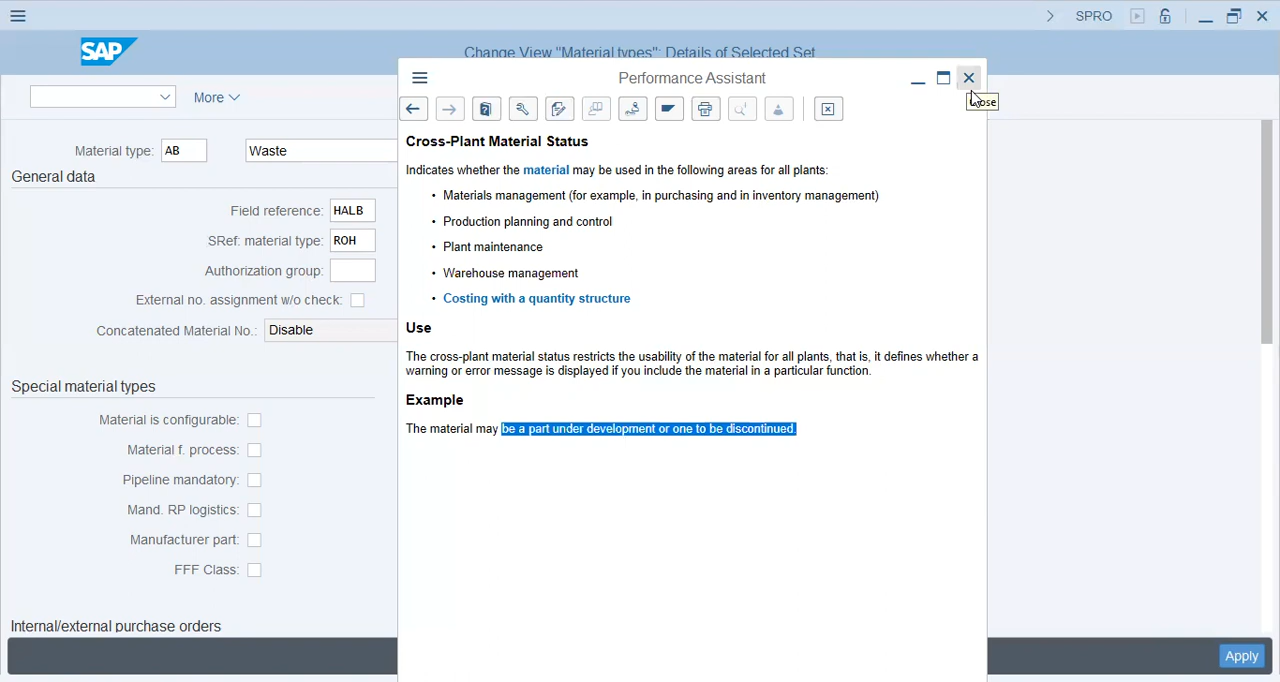 SPRO
SAP
Change View "Material types": Details of Selected Set
More
Performance Assistant
Close
Material type: AB Waste
General data
Field reference: HALB
SRef: material type: ROH
Authorization group:
External no. assignment w/o check:
Concatenated Material No.: Disable
Special material types
Material is configurable:
Material f. process:
Pipeline mandatory:
Mand. RP logistics:
Manufacturer part:
FFF Class:
Internal/external purchase orders
Cross-Plant Material Status
Indicates whether the material may be used in the following areas for all plants:
• Materials management (for example, in purchasing and in inventory management)
• Production planning and control
• Plant maintenance
• Warehouse management
• Costing with a quantity structure
Use
The cross-plant material status restricts the usability of the material for all plants, that is, it defines whether a
warning or error message is displayed if you include the material in a particular function.
Example
The material may be a part under development or one to be discontinued.
Apply